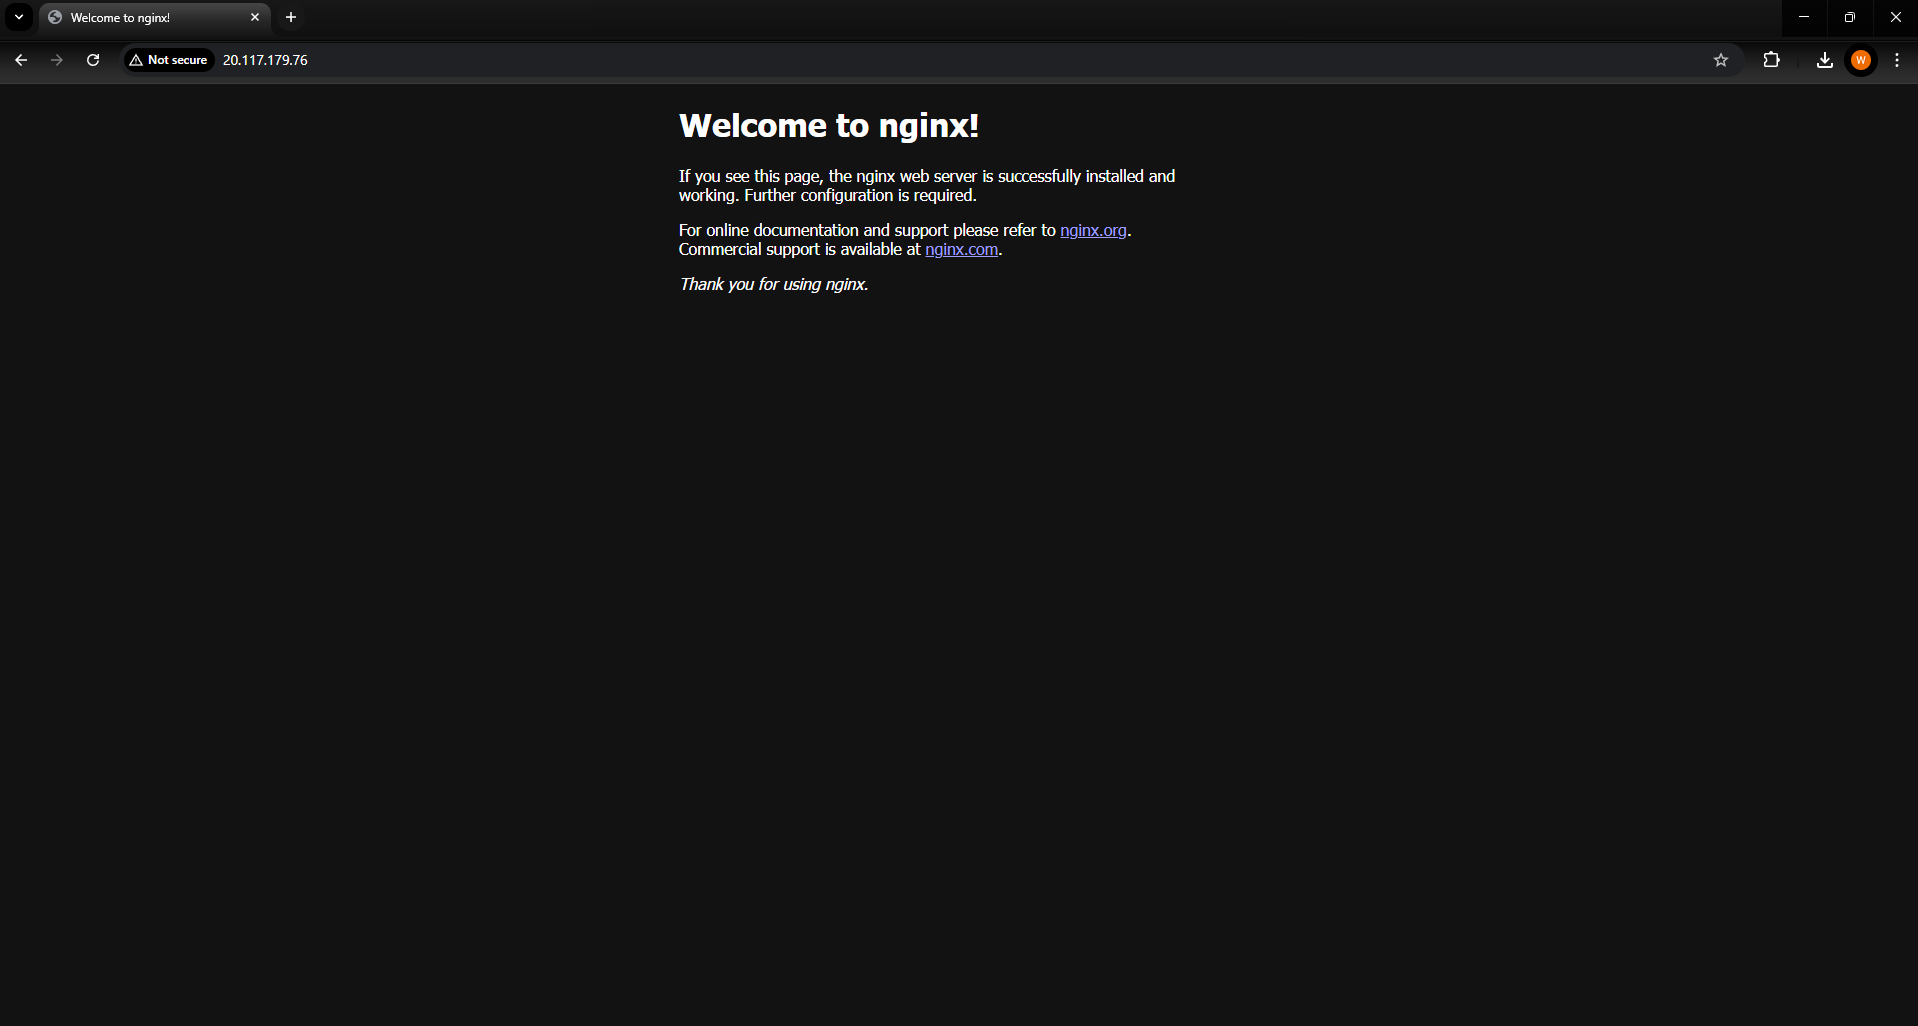 Welcome to nginx!
Not secure
20.117.179.76
W
Welcome to nginx!
If you see this page, the nginx web server is successfully installed and
working. Further configuration is required.
For online documentation and support please refer to nginx.org.
Commercial support is available at nginx.com.
Thank you for using nginx.